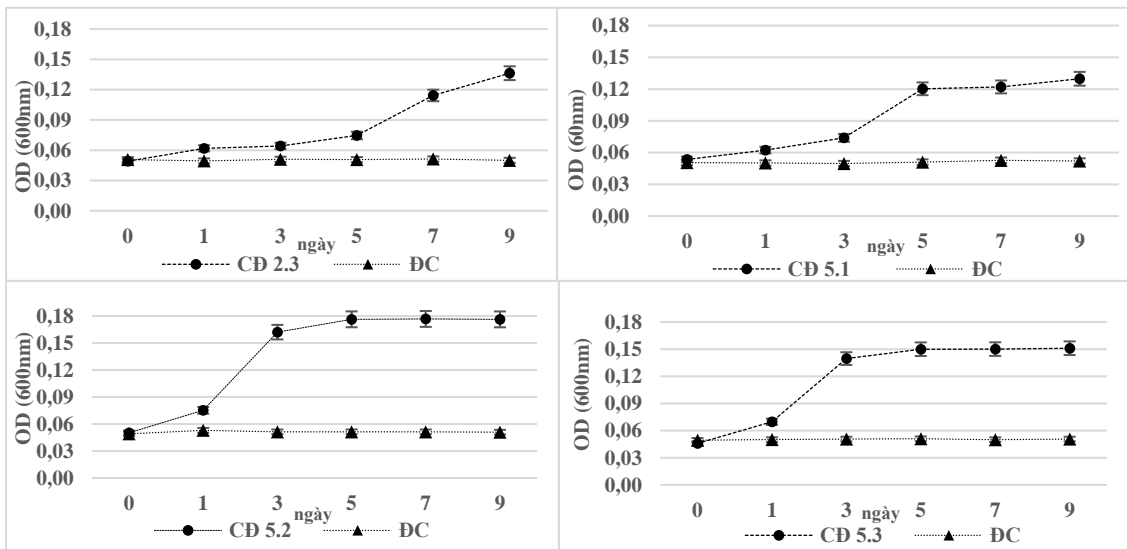 0,18
0,15
0,12
0,09
0,06
0,03
0,00
OD (600nm)
0 1 3 5 7 9
ngày
CĐ 2.3 ĐC
0,18
0,15
0,12
0,09
0,06
0,03
0,00
OD (60nm)
0 1 3 5 7 9
ngày
CĐ 5.1 ĐC
0,18
0,15
0,12
0,09
0,06
0,03
0,00
OD (600nm)
0 1 3 5 7 9
ngày
CĐ 5.2 ĐC
0,18
0,15
0,12
0,09
0,06
0,03
0,00
OD (600nm)
0 1 3 5 7 9
ngày
CĐ 5.3 ĐC